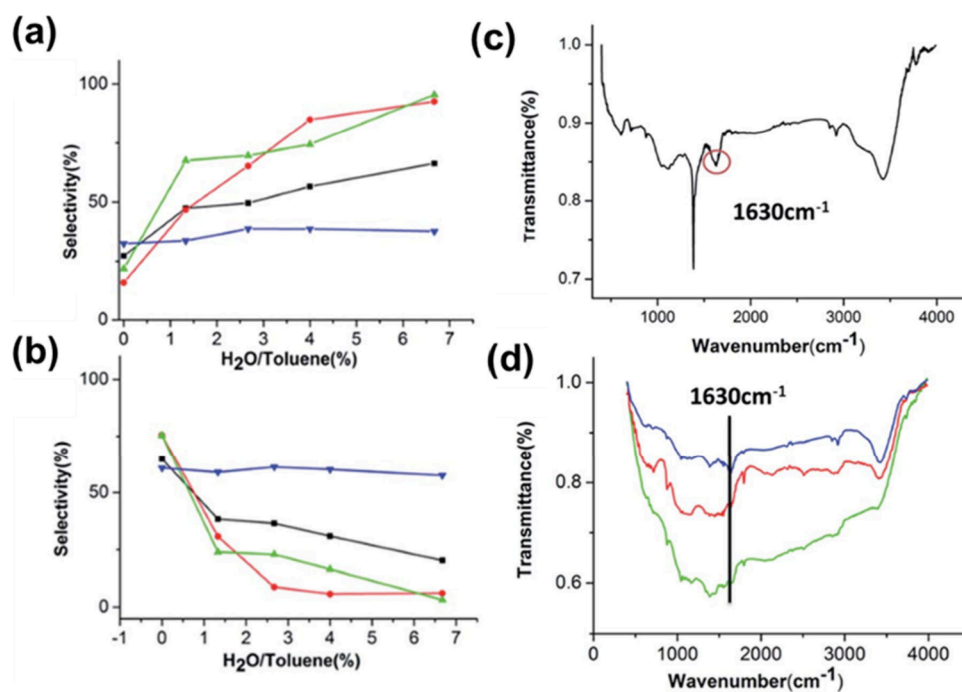 (a)
Selectivity(%)
100
50
0
0 1 2 3 4 5 6 7
H₂O/Toluene(%)
(b)
Selectivity(%)
100
50
0
-1 0 1 2 3 4 5 6 7
H₂O/Toluene(%)
(c)
Transmittance(%)
1.0
0.9
0.8
0.7
1630cm⁻¹
1000 2000 3000 4000
Wavenumber(cm⁻¹)
(d)
Transmittance(%)
1630cm⁻¹
1.0
0.9
0.8
0.6
0 1000 2000 3000 4000
Wavenumber(cm⁻¹)